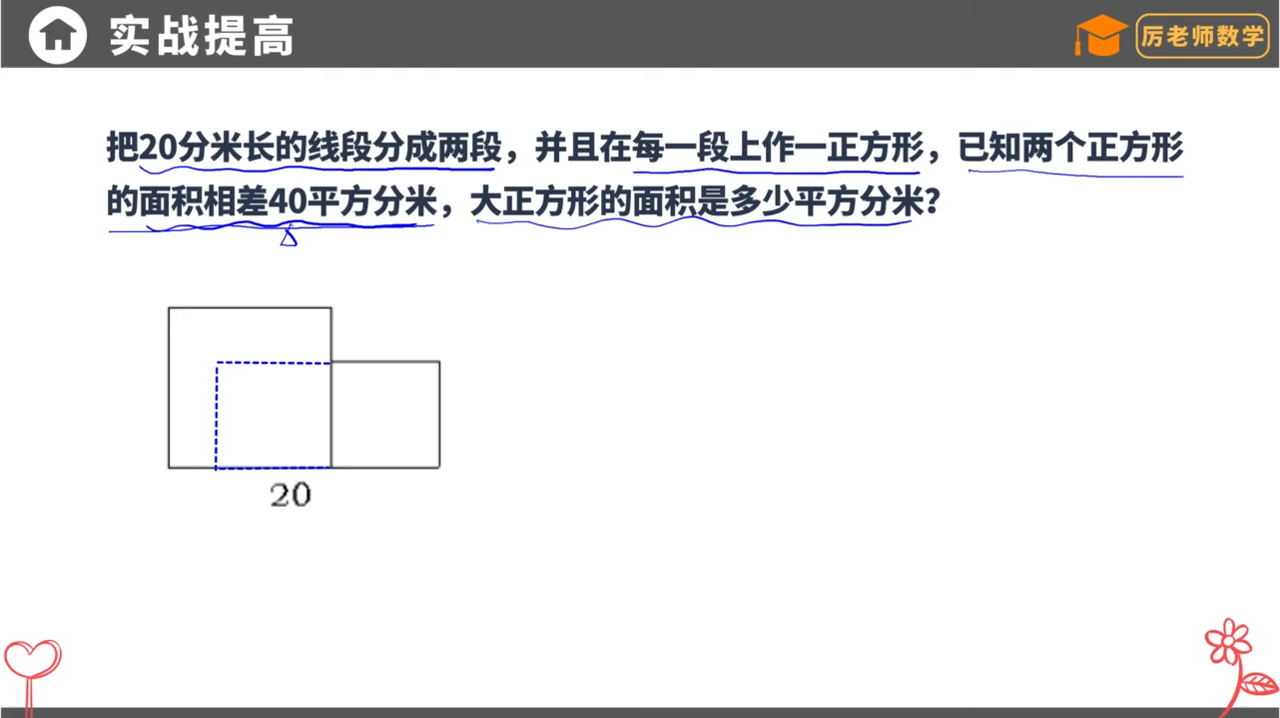 实战提高
厉老师数学
把20分米长的线段分成两段，并且在每一段上作一正方形，已知两个正方形
的面积相差40平方分米，大正方形的面积是多少平方分米？
20